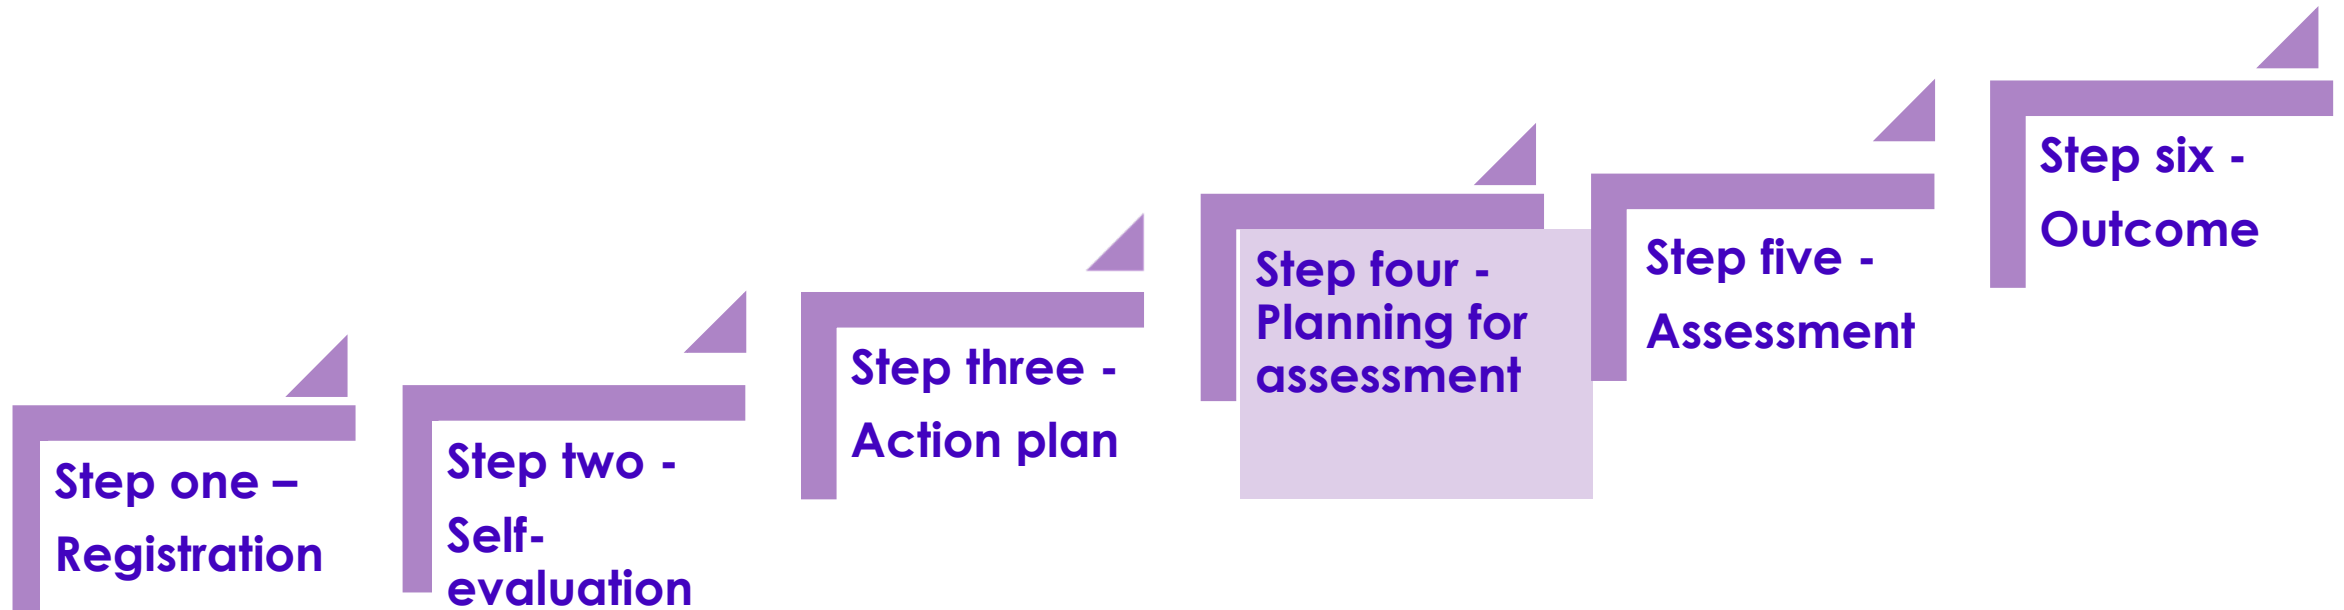 Step one –
Registration
Step two -
Self-
evaluation
Step three -
Action plan
Step four -
Planning for
assessment
Step five -
Assessment
Step six -
Outcome